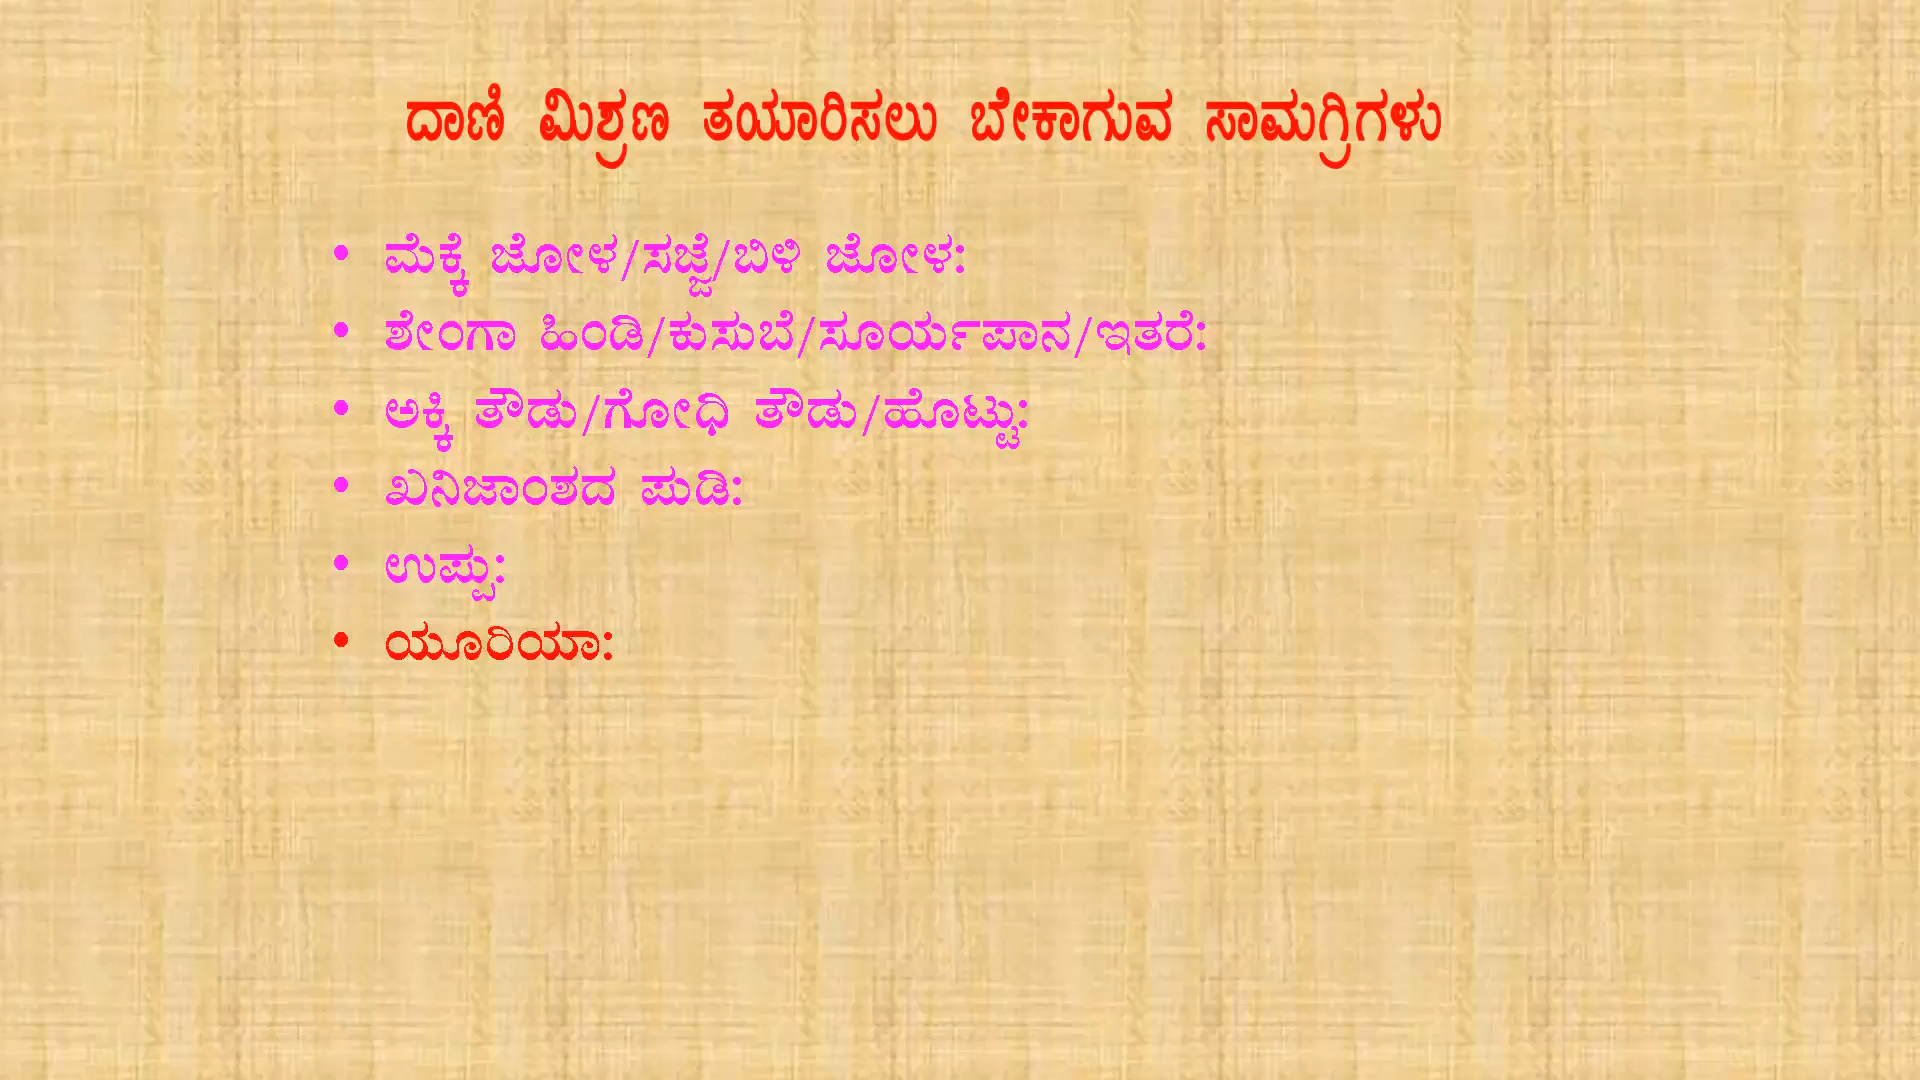 ದಾಣಿ ಮಿಶ್ರಣ ತಯಾರಿಸಲು ಬೇಕಾಗುವ ಸಾಮಗ್ರಿಗಳು
• ಮೆಕ್ಕೆ ಜೋಳ/ಸಜ್ಜೆ/ಬಿಳಿ ಜೋಳ:
• ಶೇಂಗಾ ಹಿಂಡಿ/ಕುಸುಬೆ/ಸೂರ್ಯಪಾನ/ಇತರೆ:
• ಅಕ್ಕಿ ತೌಡು/ಗೋಧಿ ತೌಡು/ಹೊಟ್ಟು:
• ಖನಿಜಾಂಶದ ಪುಡಿ:
• ಉಪ್ಪು:
• ಯೂರಿಯಾ: